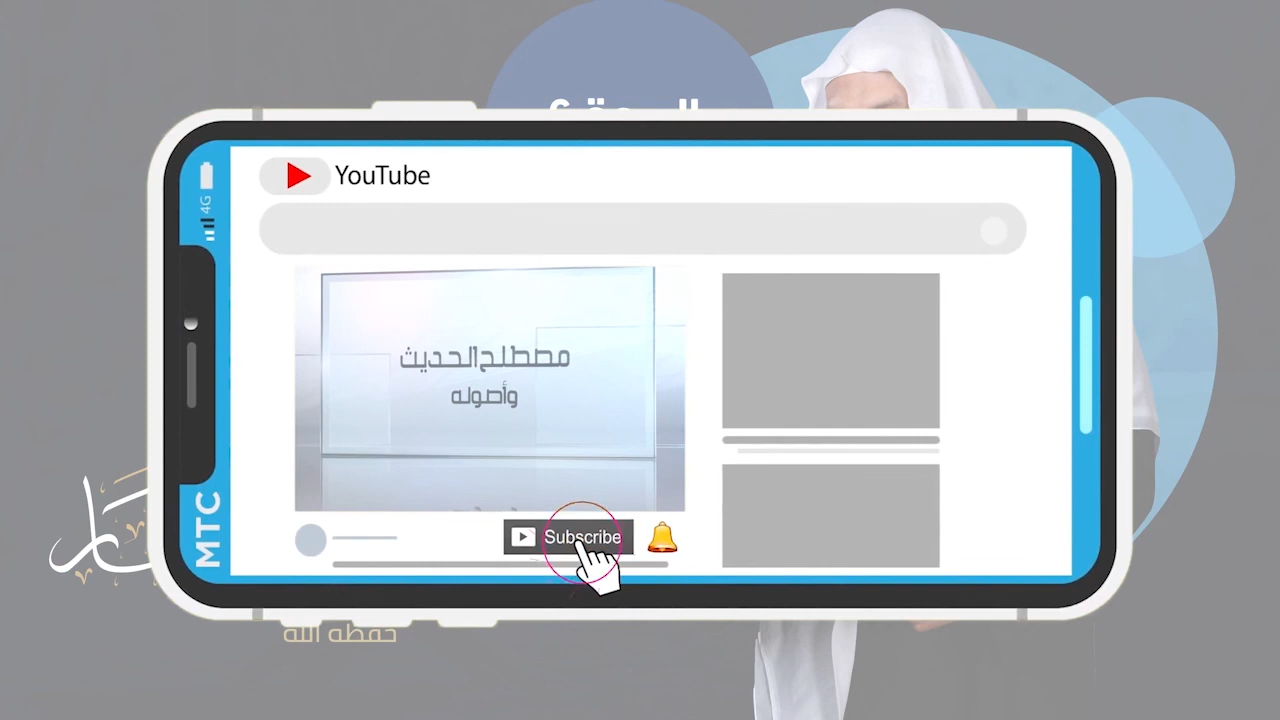 YouTube
4G
مصطلح الحديث
وأصوله
Subscribe
MTC
حفظه الله